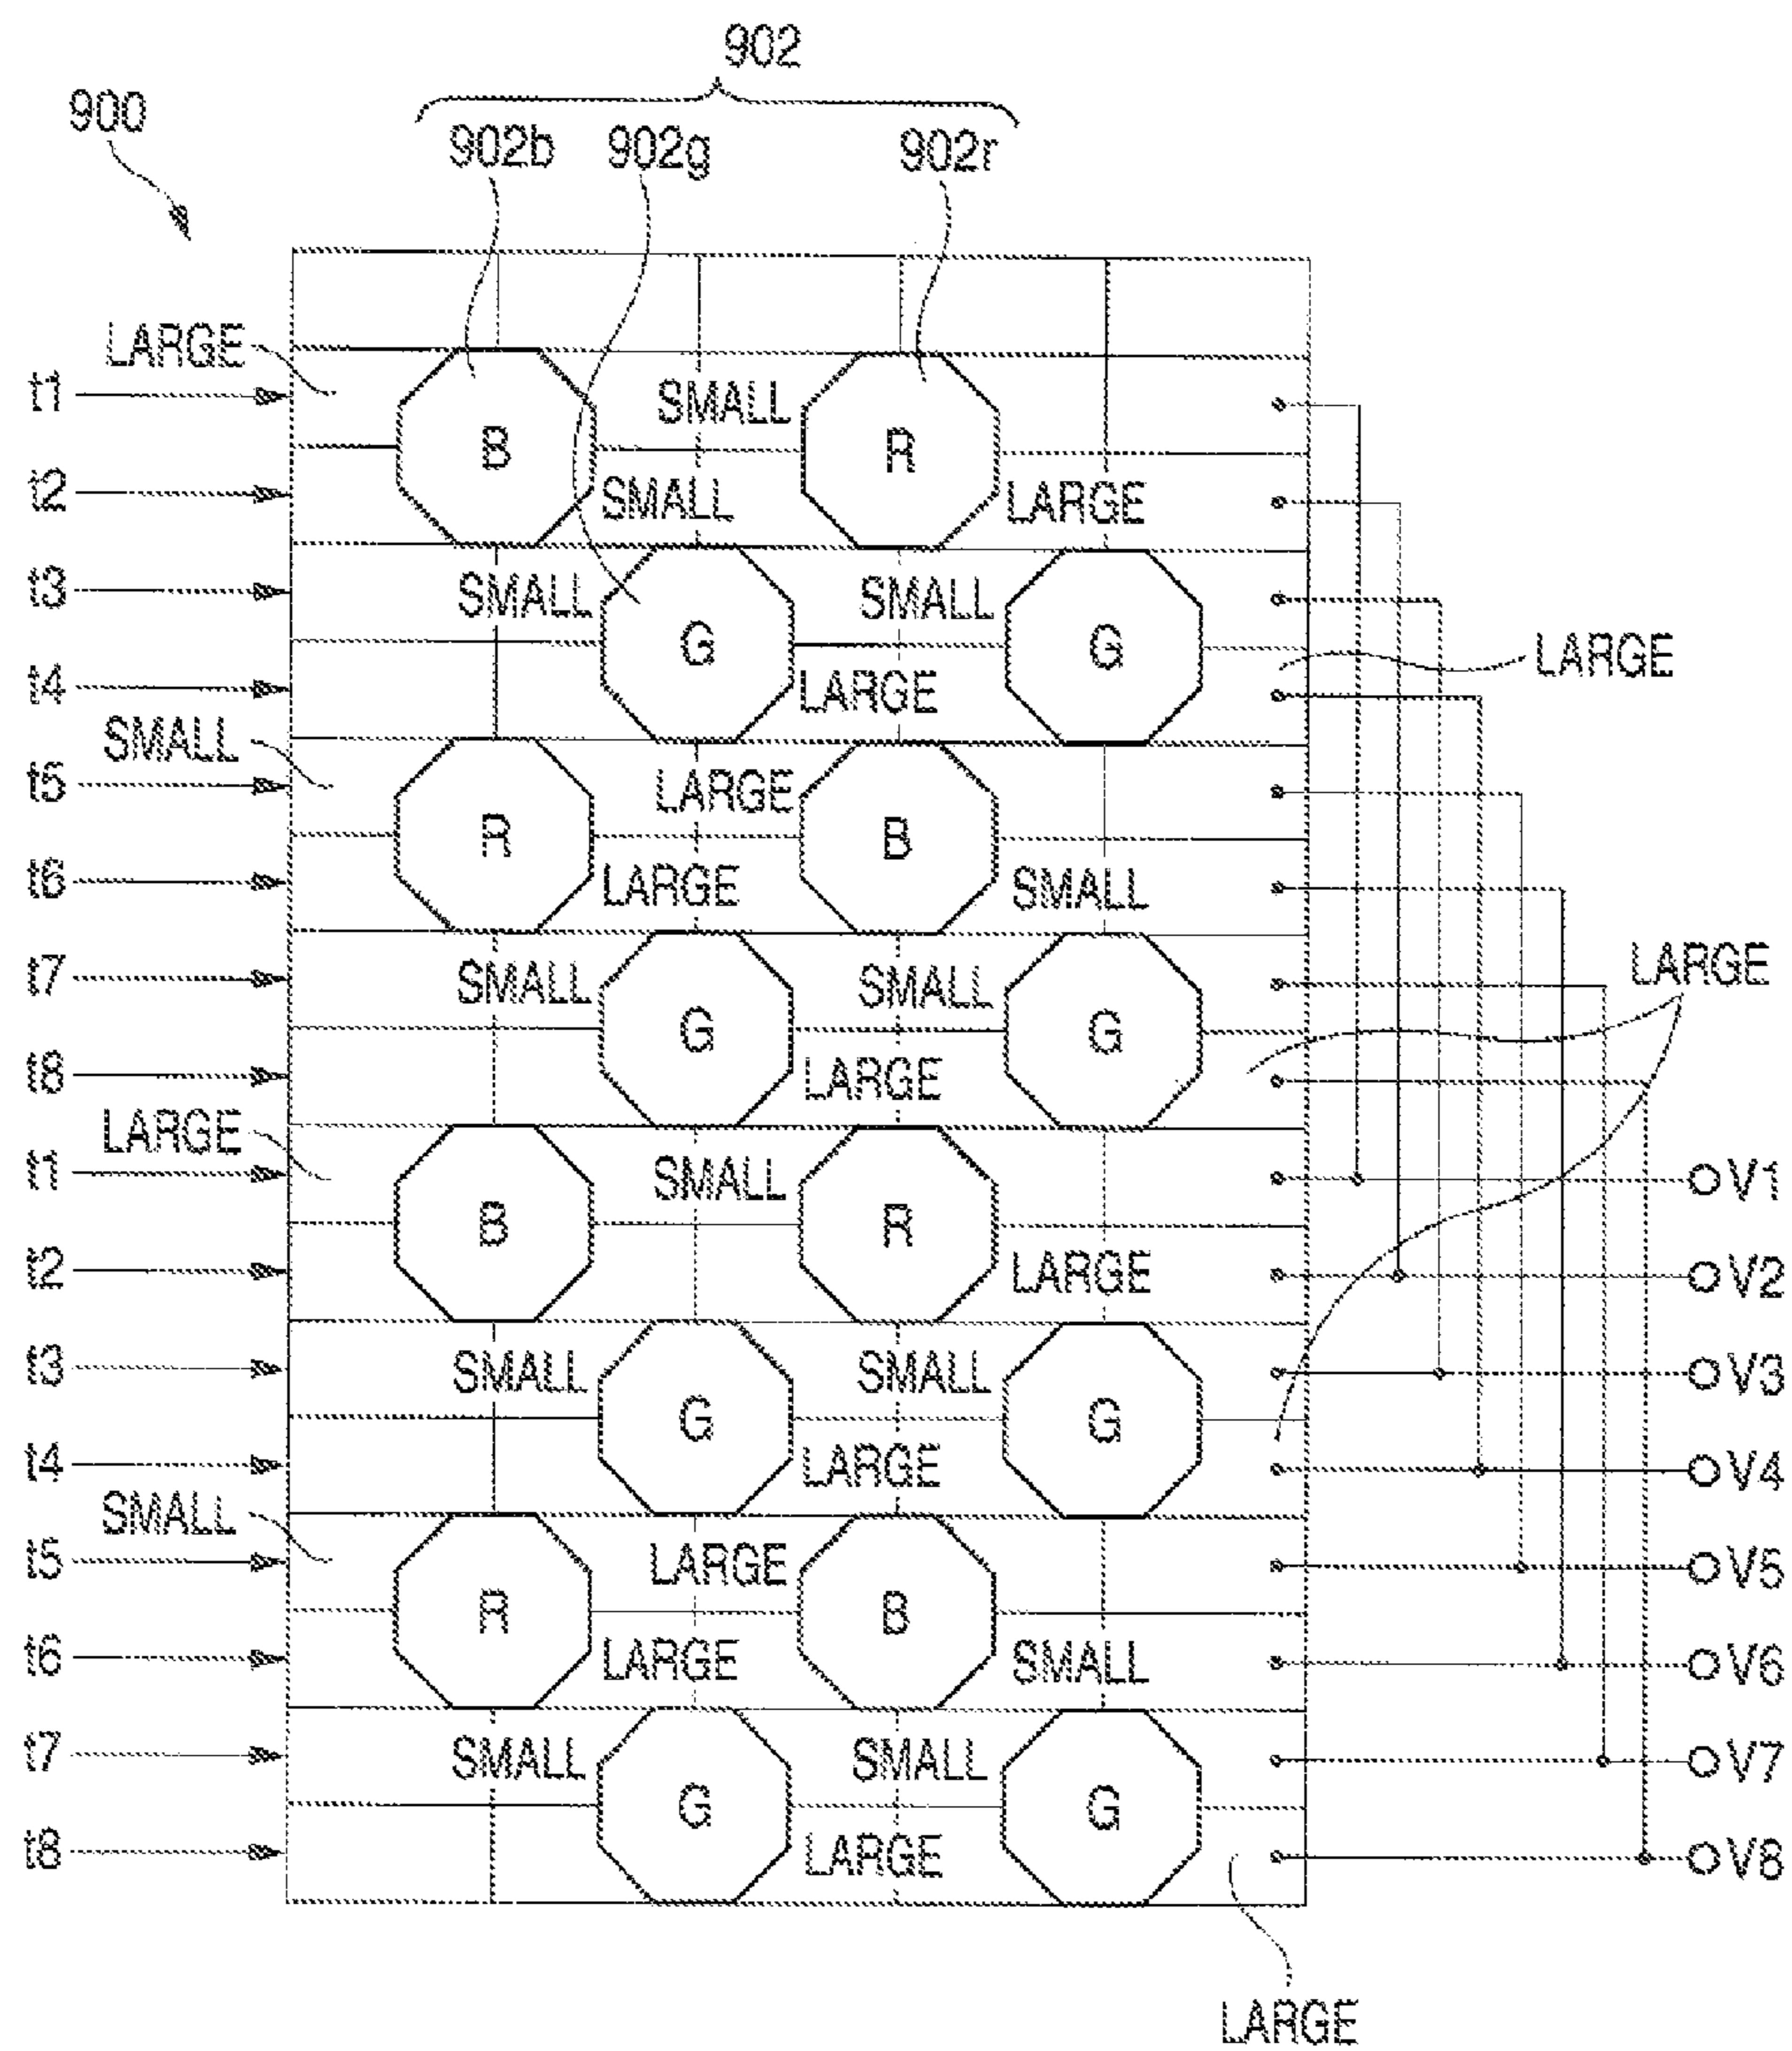 902
900
902b 902g 902r
LARGE
t1 SMALL
B R
t2 SMALL LARGE
t3 SMALL SMALL
G G LARGE
t4 LARGE
SMALL
t5 LARGE
R B
t6 LARGE SMALL
LARGE
t7 SMALL SMALL
G G
t8 LARGE
LARGE
t1 SMALL V1
B R
t2 LARGE V2
t3 SMALL SMALL V3
G G
t4 LARGE V4
SMALL
t5 LARGE V5
R B
t6 LARGE SMALL V6
t7 SMALL SMALL V7
G G
t8 LARGE V8
LARGE